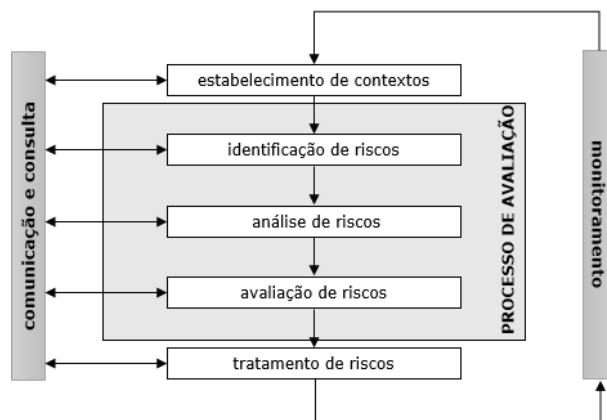 estabelecimento de contextos
comunicação e consulta
PROCESSO DE AVALIAÇÃO
monitoramento
identificação de riscos
análise de riscos
avaliação de riscos
tratamento de riscos